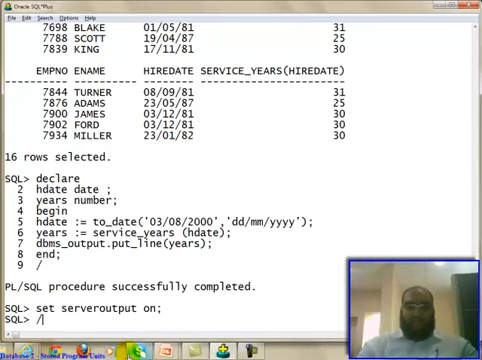 Oracle SQL*Plus
File Edit Search Options Help
7698 BLAKE 01/05/81 31
7788 SCOTT 19/04/87 25
7839 KING 17/11/81 30
EMPNO ENAME HIREDATE SERVICE_YEARS(HIREDATE)
---------- ---------- -------- -----------------------
7844 TURNER 08/09/81 31
7876 ADAMS 23/05/87 25
7900 JAMES 03/12/81 30
7902 FORD 03/12/81 30
7934 MILLER 23/01/82 30
16 rows selected.
SQL> declare
2 hdate date ;
3 years number;
4 begin
5 hdate := to_date('03/08/2000','dd/mm/yyyy');
6 years := service_years (hdate);
7 dbms_output.put_line(years);
8 end;
9 /
PL/SQL procedure successfully completed.
SQL> set serveroutput on;
SQL> /
Database 2 - Stored Program Units